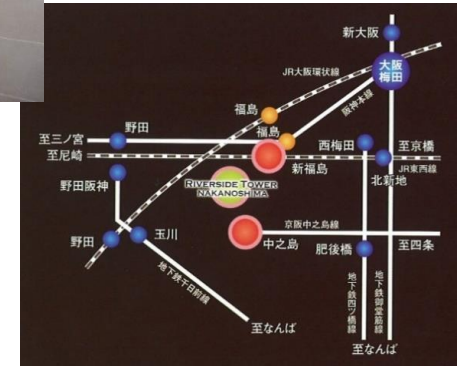 新大阪
大阪
梅田
JR大阪環状線
阪神本線
福島
福島
野田
至三ノ宮
至尼崎
西梅田
至京橋
新福島
JR東西線
北新地
野田阪神
RIVERSIDE TOWER
NAKANOSHIMA
京阪中之島線
野田
玉川
中之島
肥後橋
至四条
地下鉄千日前線
地下鉄四ツ橋線
地下鉄御堂筋線
至なんば
至なんば